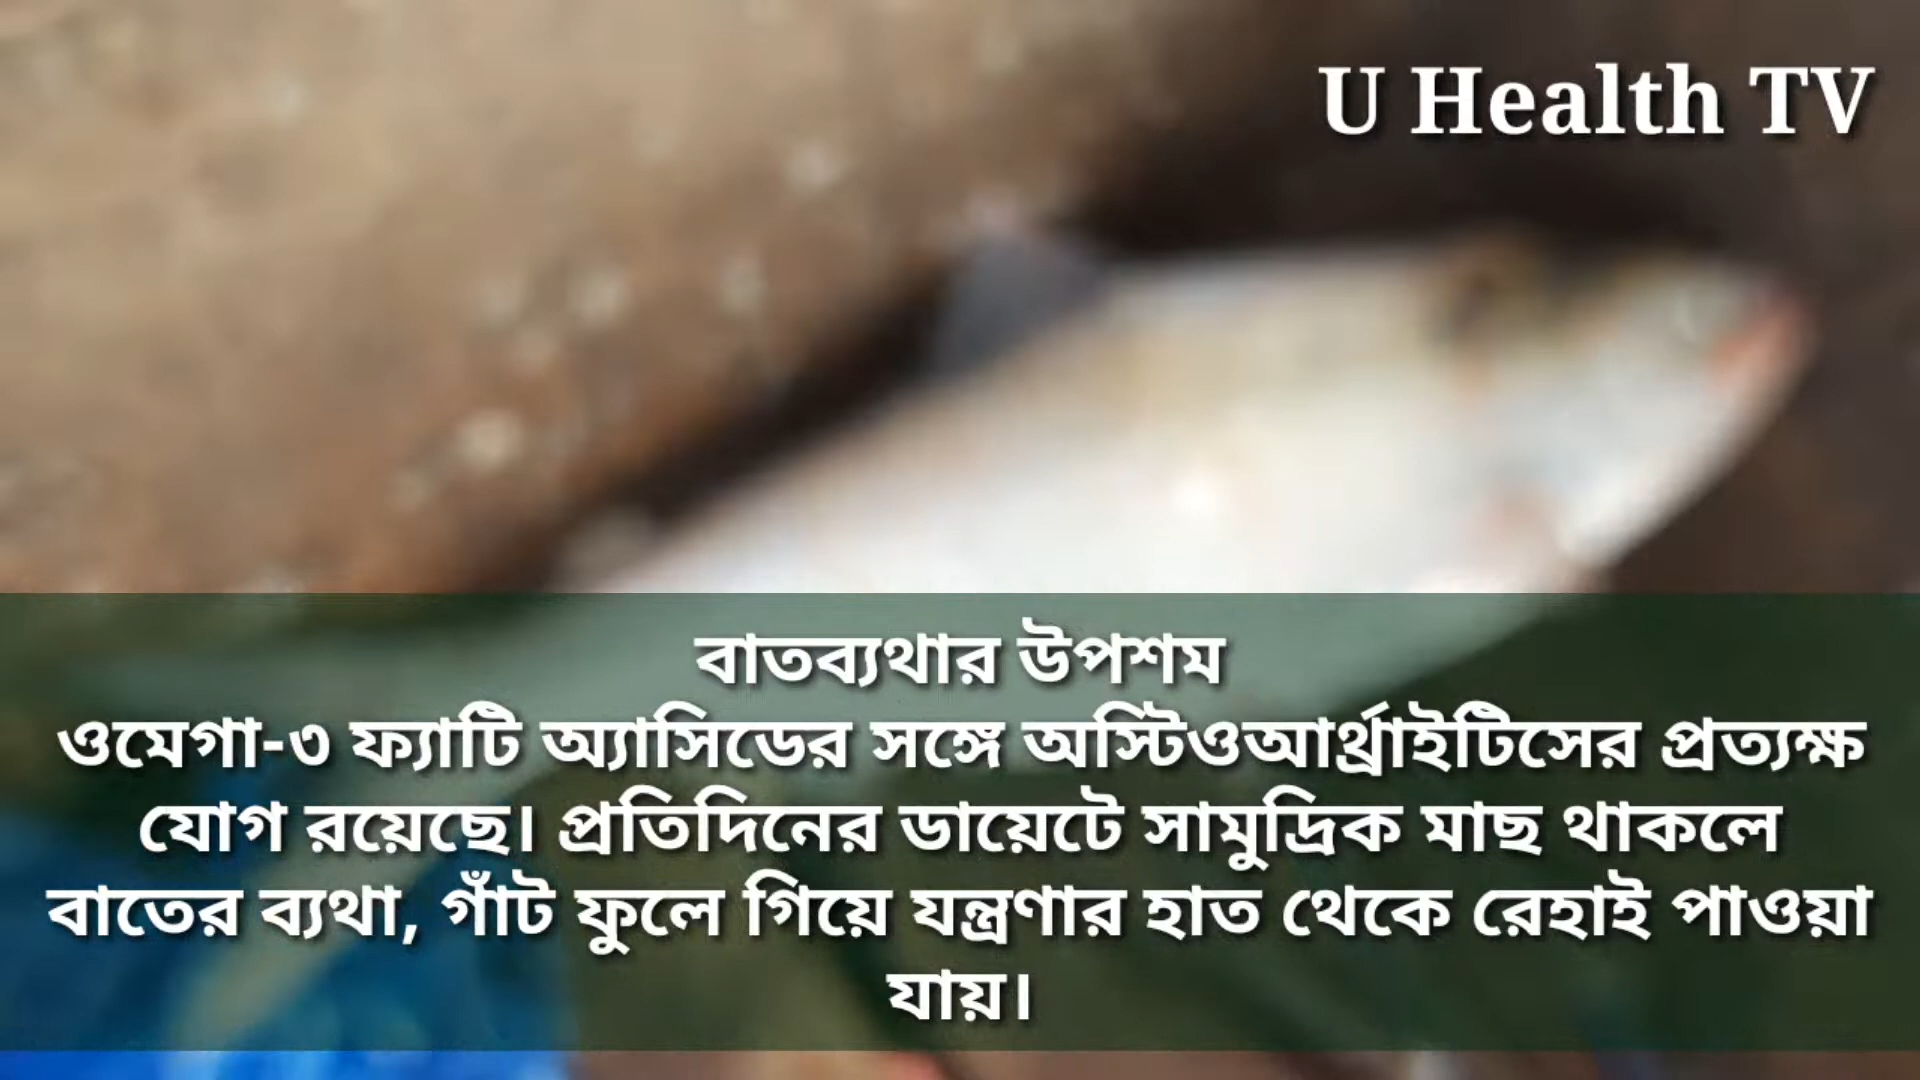 U Health TV
বাতব্যথার উপশম
ওমেগা-৩ ফ্যাটি অ্যাসিডের সঙ্গে অস্টিওআর্থ্রাইটিসের প্রত্যক্ষ
যোগ রয়েছে। প্রতিদিনের ডায়েটে সামুদ্রিক মাছ থাকলে
বাতের ব্যথা, গাঁট ফুলে গিয়ে যন্ত্রণার হাত থেকে রেহাই পাওয়া
যায়।